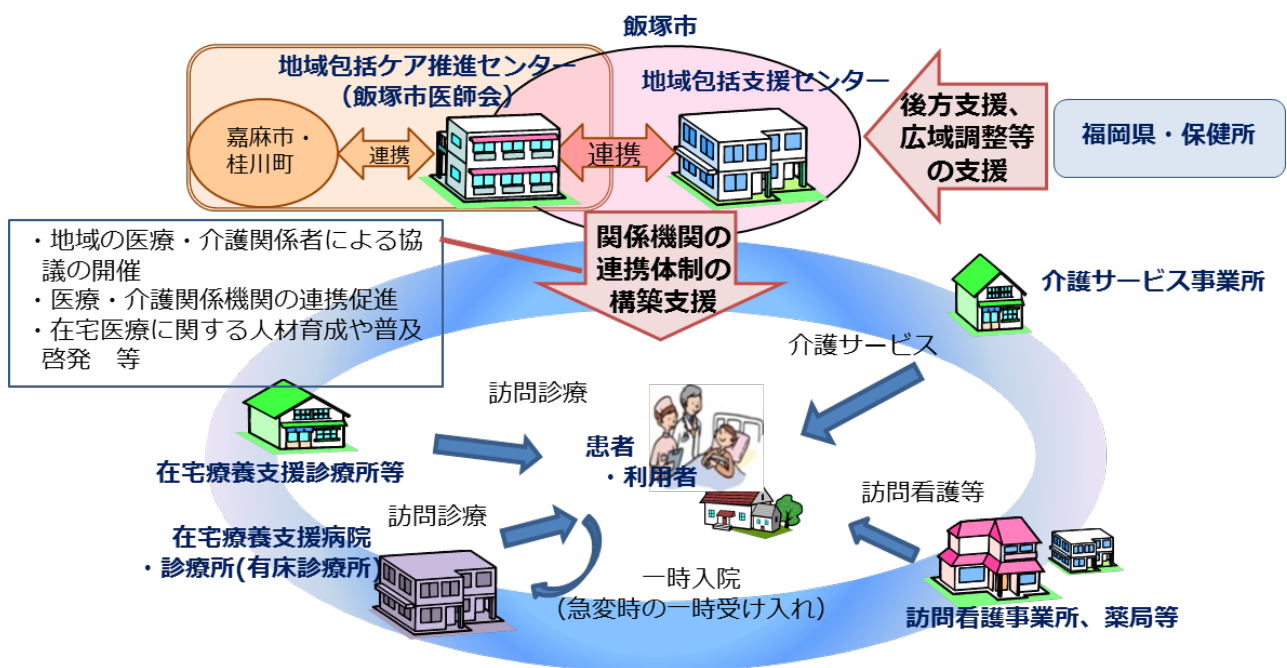 飯塚市
地域包括ケア推進センター
（飯塚市医師会）
地域包括支援センター
嘉麻市・
桂川町
連携
連携
後方支援、
広域調整等
の支援
福岡県・保健所
・地域の医療・介護関係者による協
議の開催
・医療・介護関係機関の連携促進
・在宅医療に関する人材育成や普及
啓発　等
関係機関の
連携体制の
構築支援
介護サービス事業所
介護サービス
訪問診療
在宅療養支援診療所等
患者
・利用者
訪問看護等
訪問診療
在宅療養支援病院
・診療所(有床診療所)
一時入院
（急変時の一時受け入れ）
訪問看護事業所、薬局等